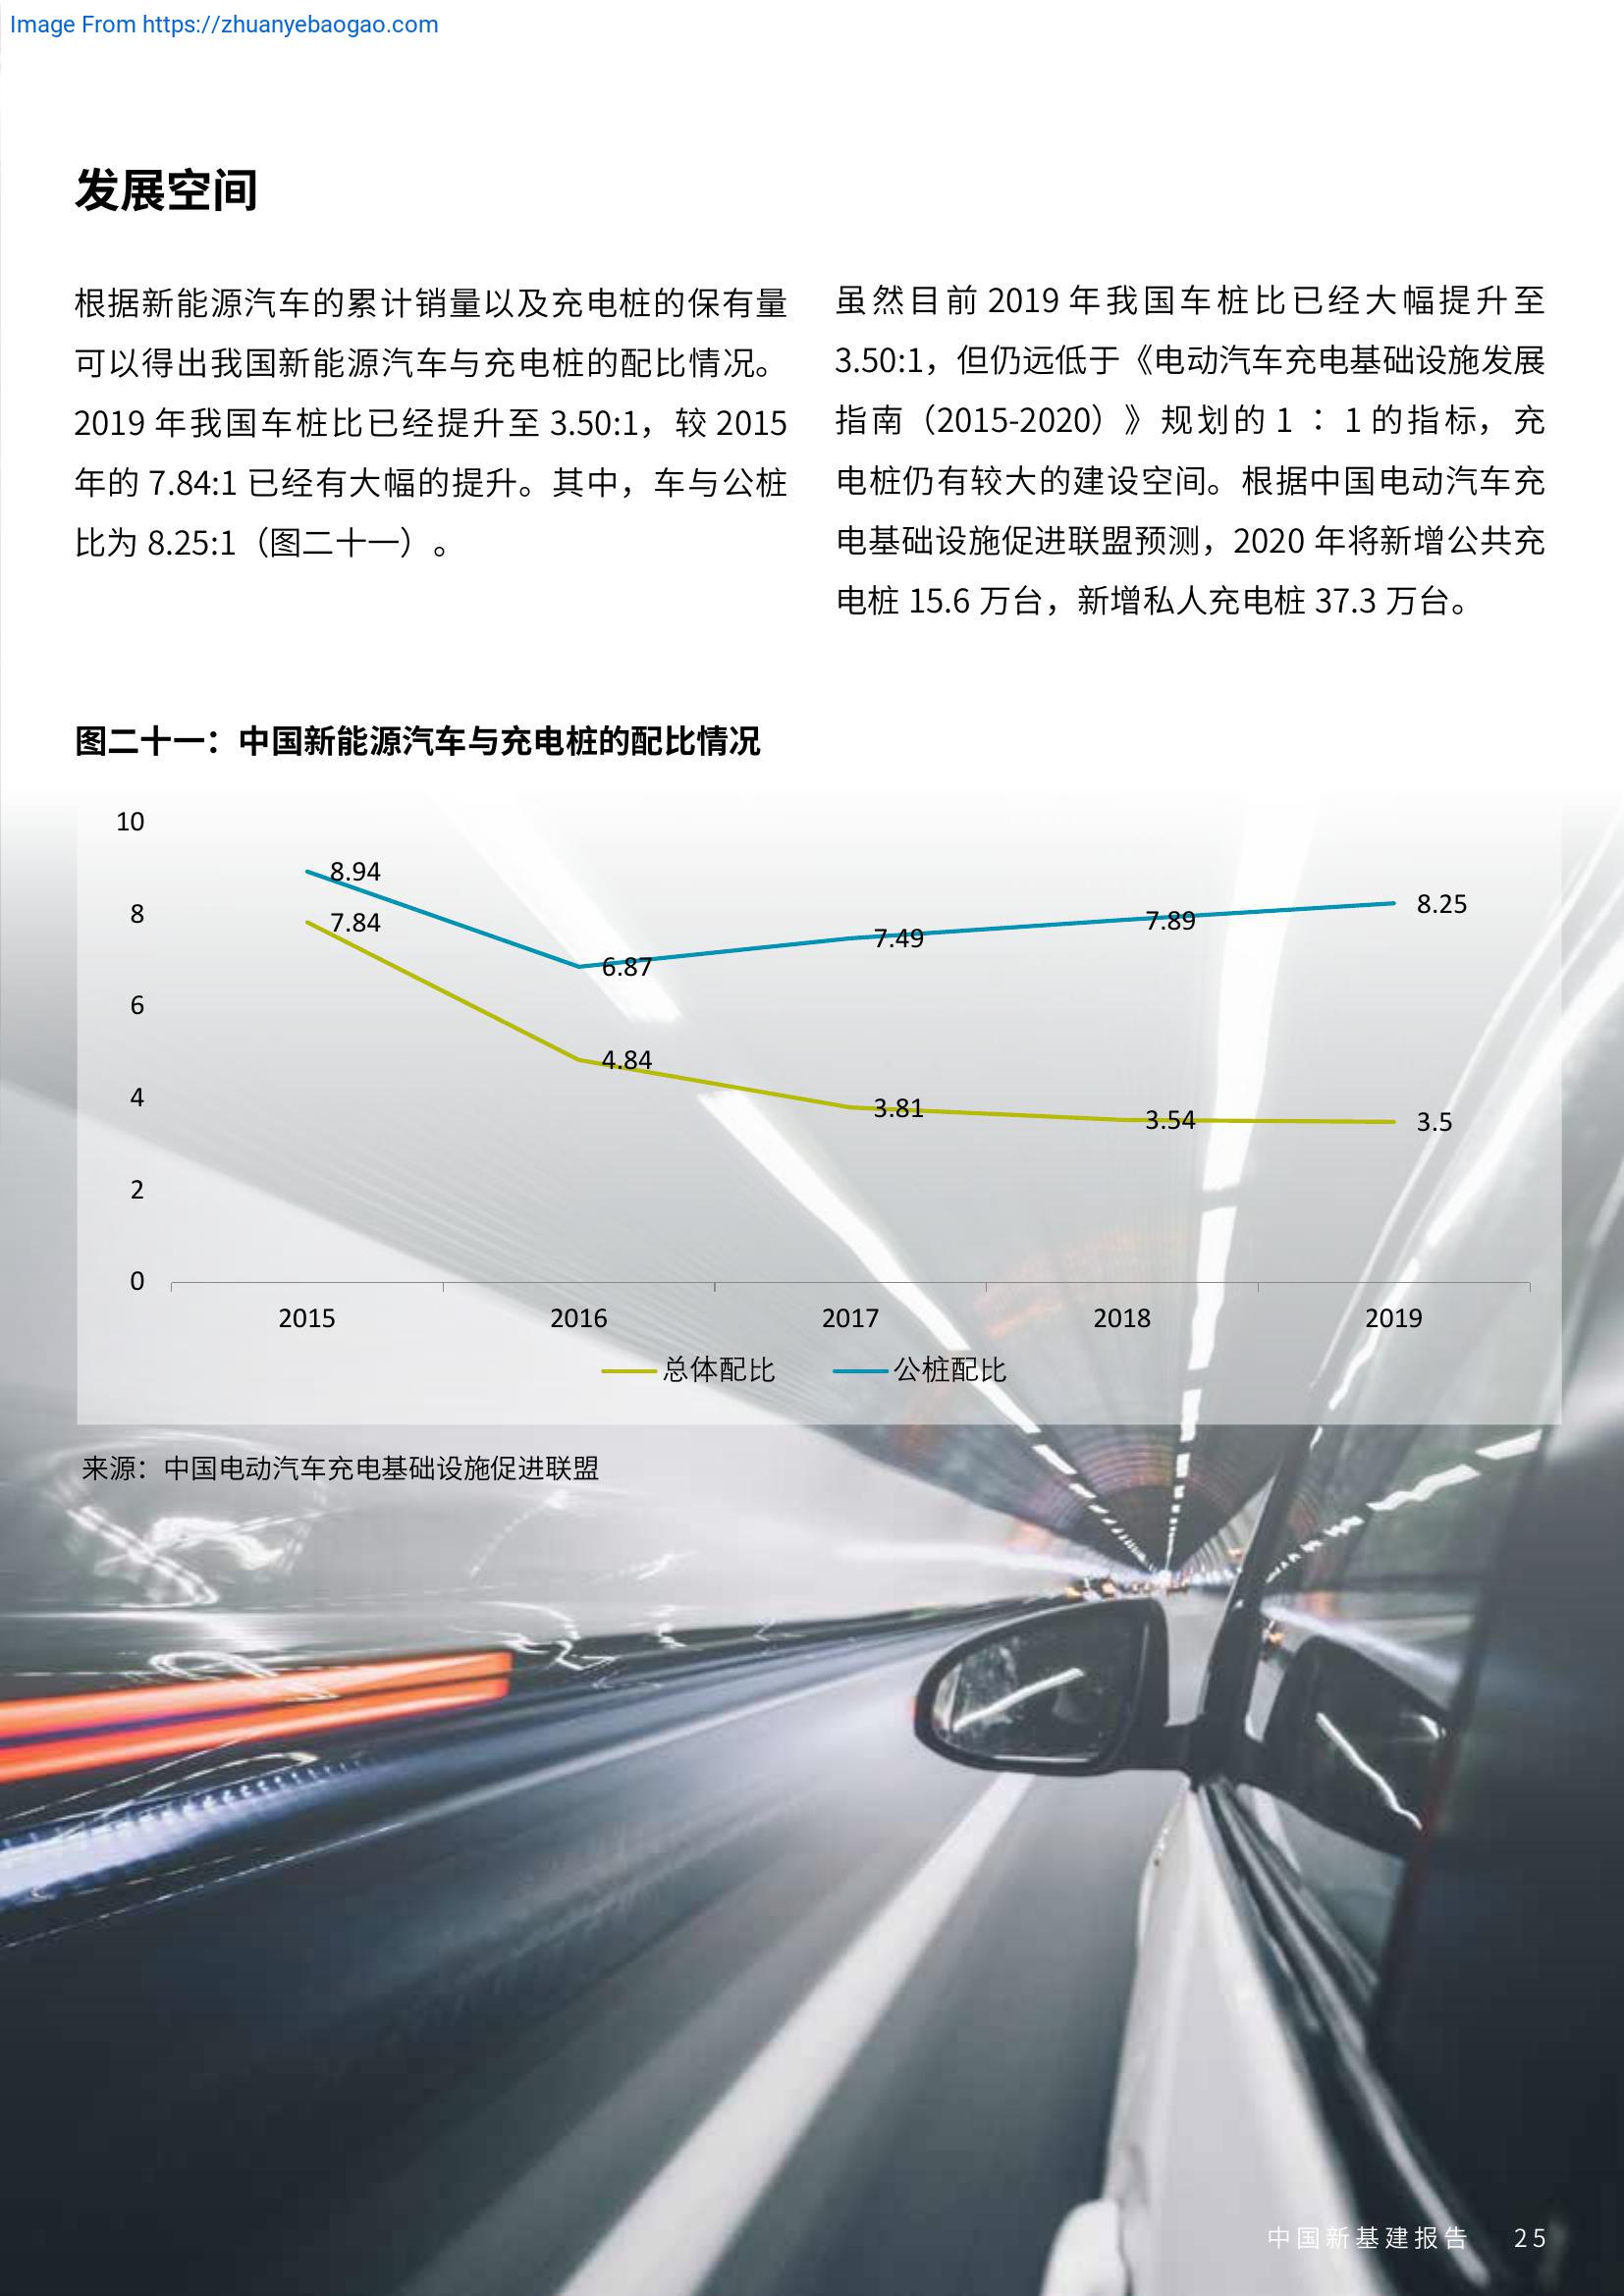 Image From https://zhuanyebaogao.com
发展空间
根据新能源汽车的累计销量以及充电桩的保有量
可以得出我国新能源汽车与充电桩的配比情况。
2019 年我国车桩比已经提升至 3.50:1，较 2015
年的 7.84:1 已经有大幅的提升。其中，车与公桩
比为 8.25:1（图二十一）。
虽然目前 2019 年我国车桩比已经大幅提升至
3.50:1，但仍远低于《电动汽车充电基础设施发展
指南（2015-2020）》规划的 1 ：1 的指标，充
电桩仍有较大的建设空间。根据中国电动汽车充
电基础设施促进联盟预测，2020 年将新增公共充
电桩 15.6 万台，新增私人充电桩 37.3 万台。
图二十一：中国新能源汽车与充电桩的配比情况
10
8
6
4
2
0
8.94
6.87
7.49
7.89
8.25
7.84
4.84
3.81
3.54
3.5
2015 2016 2017 2018 2019
总体配比 公桩配比
来源：中国电动汽车充电基础设施促进联盟
中国新基建报告 25